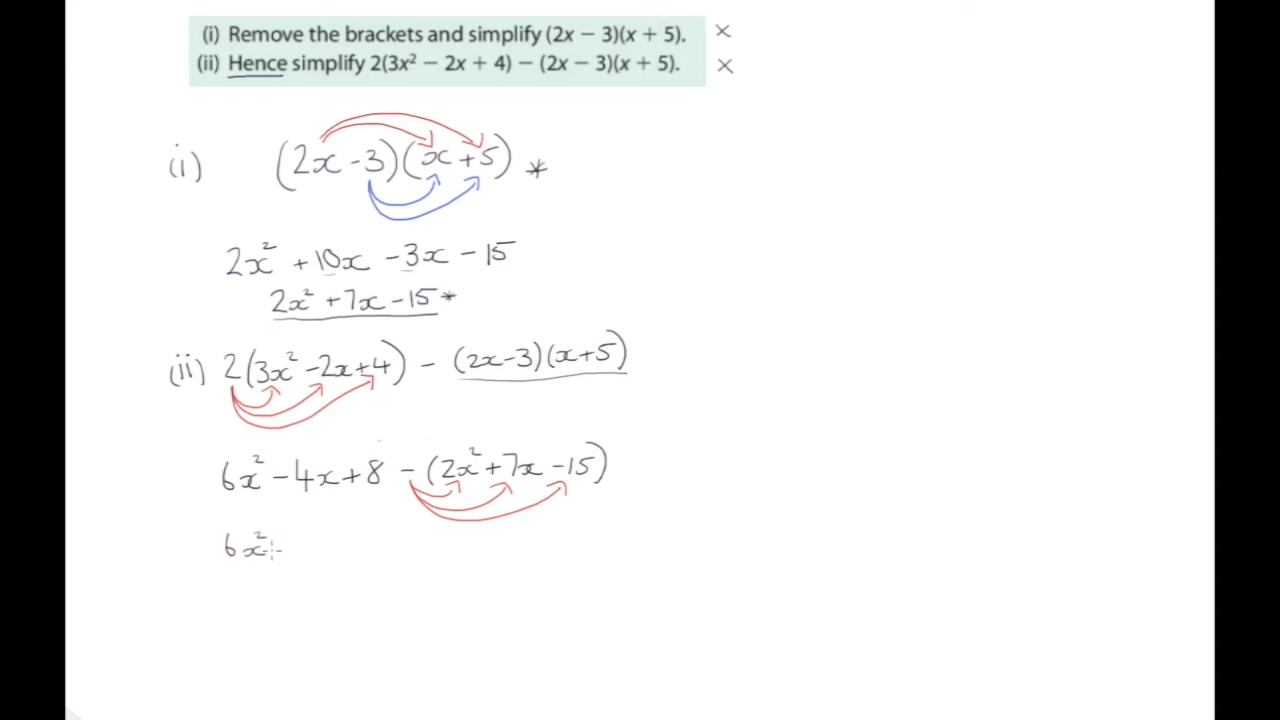 (i) Remove the brackets and simplify (2x − 3)(x + 5). ×
(ii) Hence simplify 2(3x² − 2x + 4) − (2x − 3)(x + 5). ×
(i) (2x - 3)(x + 5) *
2x² + 10x - 3x - 15
2x² + 7x - 15 *
(ii) 2(3x² - 2x + 4) - (2x - 3)(x + 5)
6x² - 4x + 8 - (2x² + 7x - 15)
6x² -